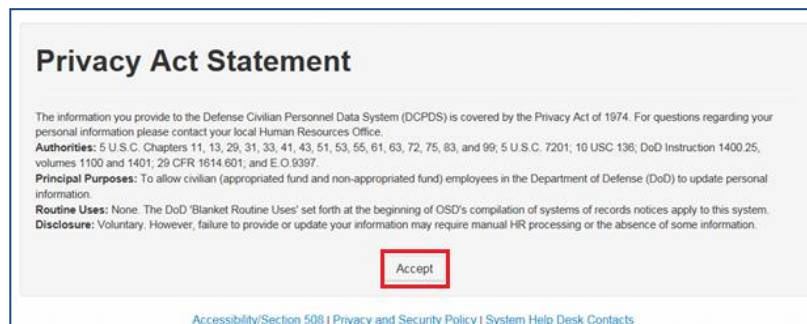 Privacy Act Statement
The information you provide to the Defense Civilian Personnel Data System (DCPDS) is covered by the Privacy Act of 1974. For questions regarding your
personal information please contact your local Human Resources Office.
Authorities: 5 U.S.C. Chapters 11, 13, 29, 31, 33, 41, 43, 51, 53, 55, 61, 63, 72, 75, 83, and 99; 5 U.S.C. 7201; 10 USC 136; DoD Instruction 1400.25,
volumes 1100 and 1401; 29 CFR 1614.601; and E.O.9397.
Principal Purposes: To allow civilian (appropriated fund and non-appropriated fund) employees in the Department of Defense (DoD) to update personal
information.
Routine Uses: None. The DoD 'Blanket Routine Uses' set forth at the beginning of OSD's compilation of systems of records notices apply to this system.
Disclosure: Voluntary. However, failure to provide or update your information may require manual HR processing or the absence of some information.
Accept
Accessibility/Section 508 | Privacy and Security Policy | System Help Desk Contacts